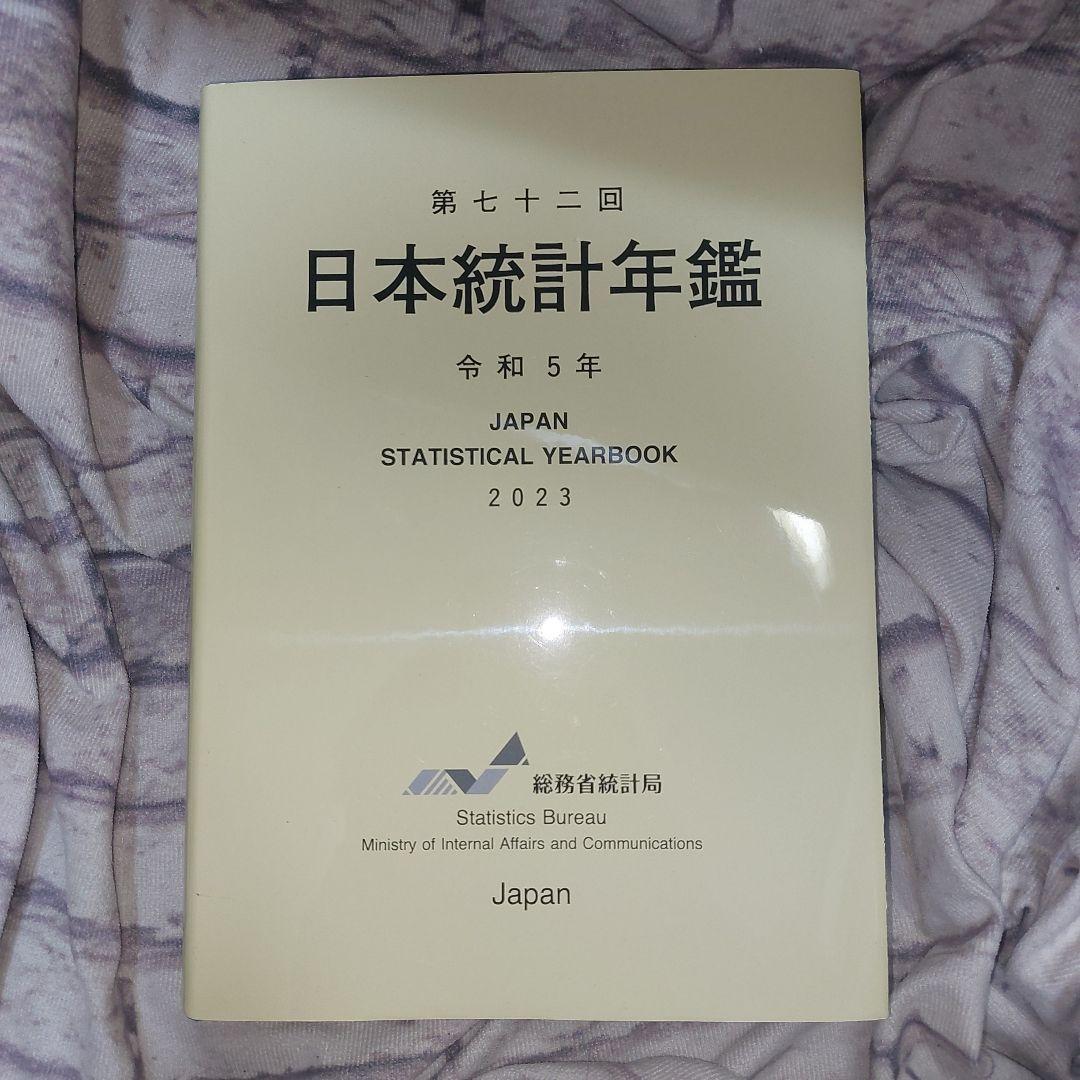 第七十二回
日本統計年鑑
令和5年
JAPAN
STATISTICAL YEARBOOK
2023
総務省統計局
Statistics Bureau
Ministry of Internal Affairs and Communications
Japan